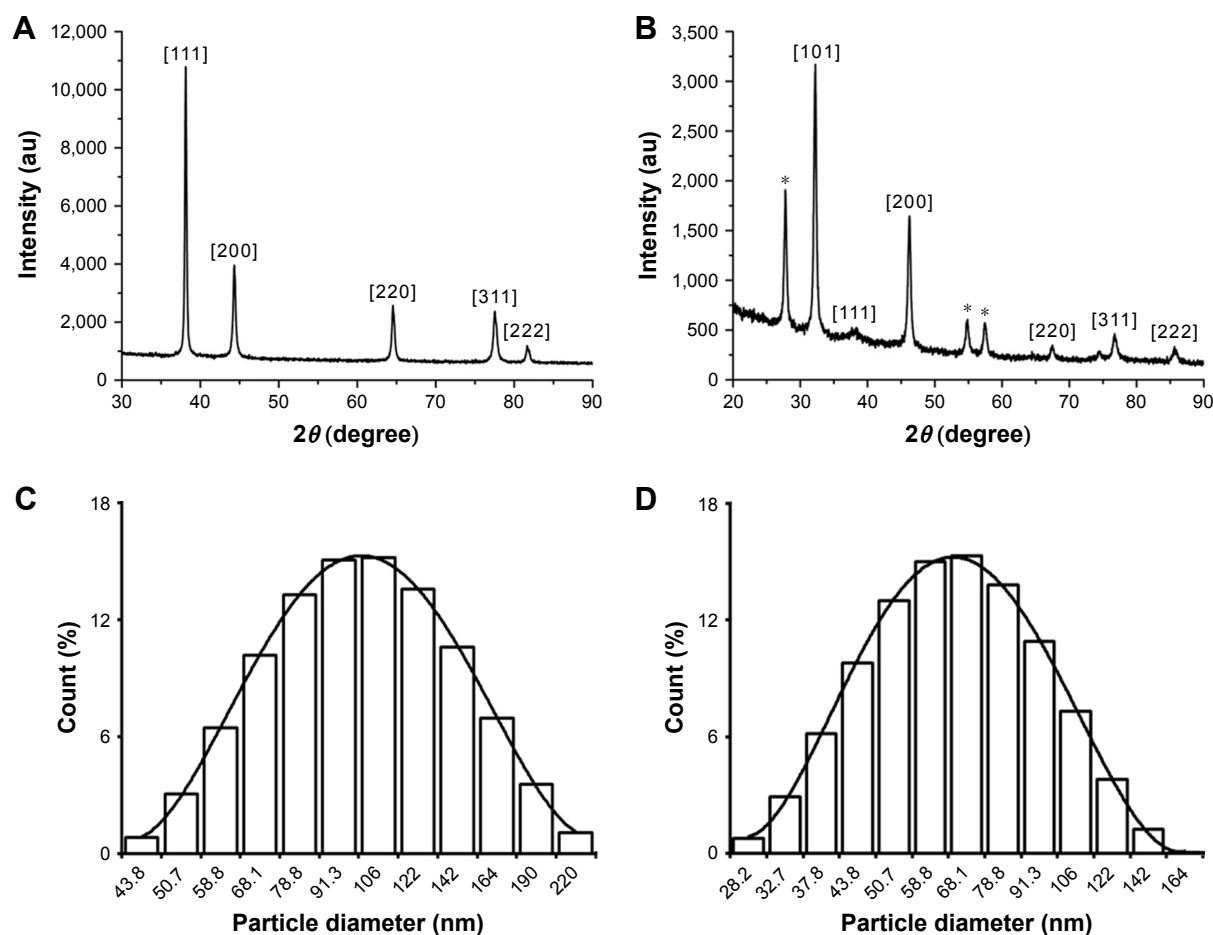 A
12,000
10,000
8,000
6,000
4,000
2,000
0
Intensity (au)
[111]
[200]
[220]
[311]
[222]
30 40 50 60 70 80 90
2θ (degree)
B
3,500
3,000
2,500
2,000
1,500
1,000
500
0
Intensity (au)
*
[101]
[111]
[200]
* *
[220]
[311]
[222]
20 30 40 50 60 70 80 90
2θ (degree)
C
18
12
6
0
Count (%)
43.8 50.7 58.8 68.1 78.8 91.3 106 122 142 164 190 220
Particle diameter (nm)
D
18
12
6
0
Count (%)
28.2 32.7 37.8 43.8 50.7 58.8 68.1 78.8 91.3 106 122 142 164
Particle diameter (nm)